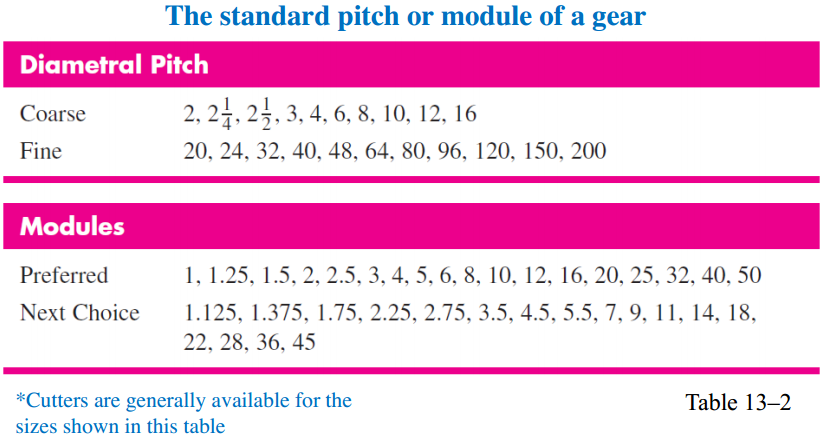 The standard pitch or module of a gear
Diametral Pitch
Coarse 2, 2 1/4, 2 1/2, 3, 4, 6, 8, 10, 12, 16
Fine 20, 24, 32, 40, 48, 64, 80, 96, 120, 150, 200
Modules
Preferred 1, 1.25, 1.5, 2, 2.5, 3, 4, 5, 6, 8, 10, 12, 16, 20, 25, 32, 40, 50
Next Choice 1.125, 1.375, 1.75, 2.25, 2.75, 3.5, 4.5, 5.5, 7, 9, 11, 14, 18,
22, 28, 36, 45
*Cutters are generally available for the
sizes shown in this table
Table 13–2